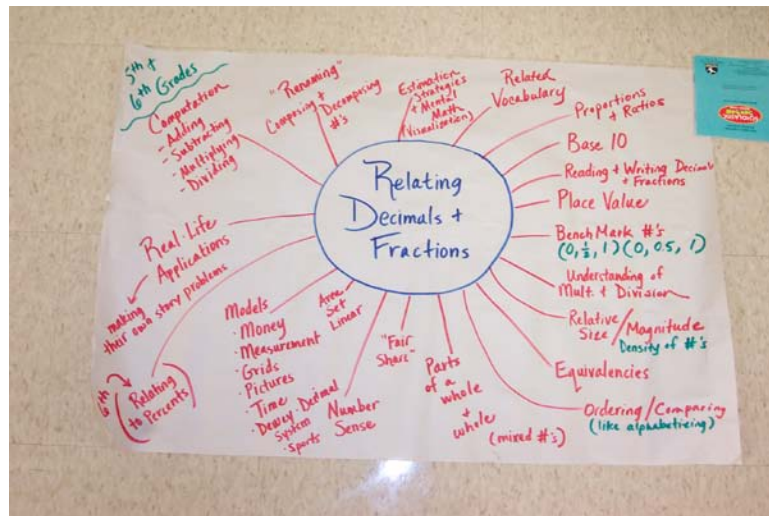 5th +
6th Grades
Computation
- Adding
- Subtracting
- Multiplying
- Dividing
"Renaming"
Composing + Decomposing
#'s
Estimation
Strategies
+ Mental
Math
(Visualization)
Related
Vocabulary
Proportions
+ Ratios
Base 10
Reading + Writing Decimals
+ Fractions
Place Value
Bench Mark #'s
(0, ½, 1) (0, 0.5, 1)
Understanding of
Mult. + Division
Relative
Size / Magnitude
Density of #'s
Equivalencies
Ordering / Comparing
(like alphabetizing)
Relating
Decimals +
Fractions
Real-Life
Applications
making
their own story problems
6th
Relating
to Percents
Models
· Money
· Measurement
· Grids
· Pictures
· Time
· Dewey Decimal
System
· Sports
Area
Set
Linear
Number
Sense
"Fair
Share"
Parts
of a
whole
+
whole
(mixed #'s)